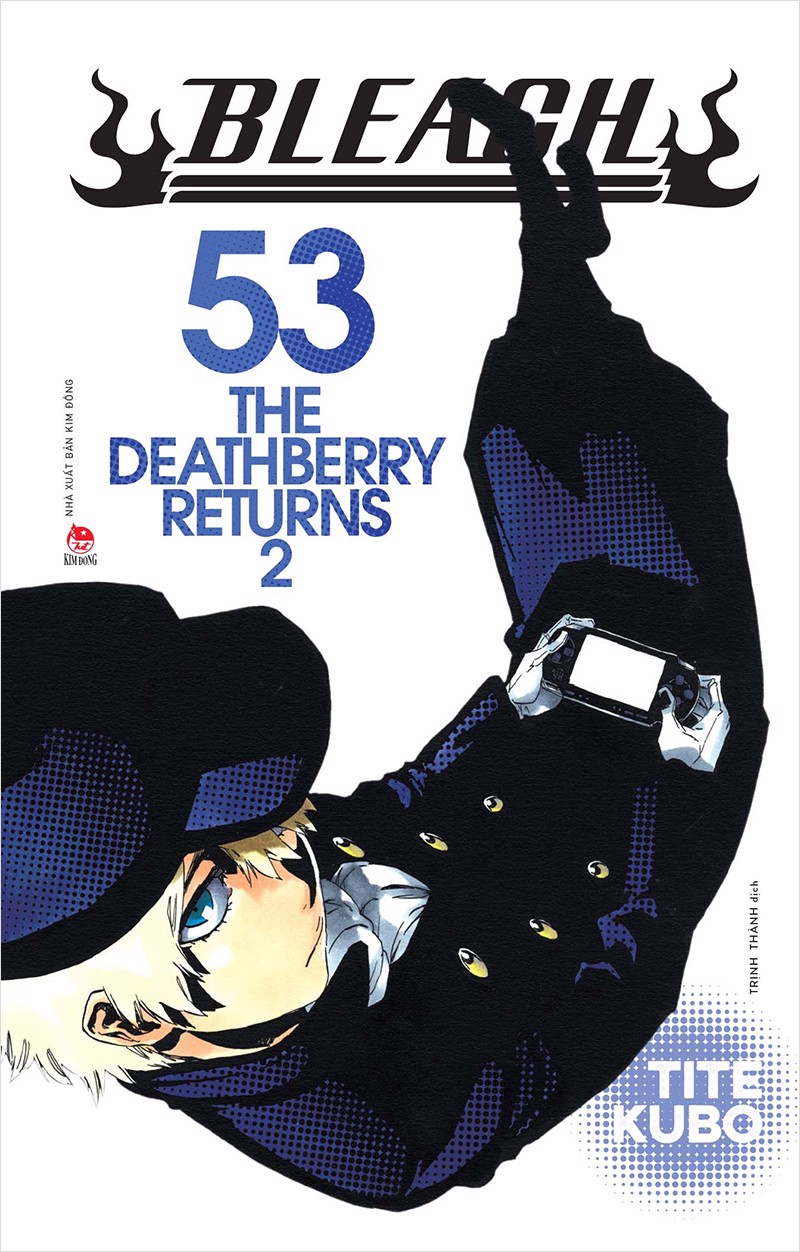 BLEACH
53
THE
DEATHBERRY
RETURNS
2
NHÀ XUẤT BẢN KIM ĐỒNG
KIM ĐỒNG
TRỊNH THÀNH dịch
TITE
KUBO